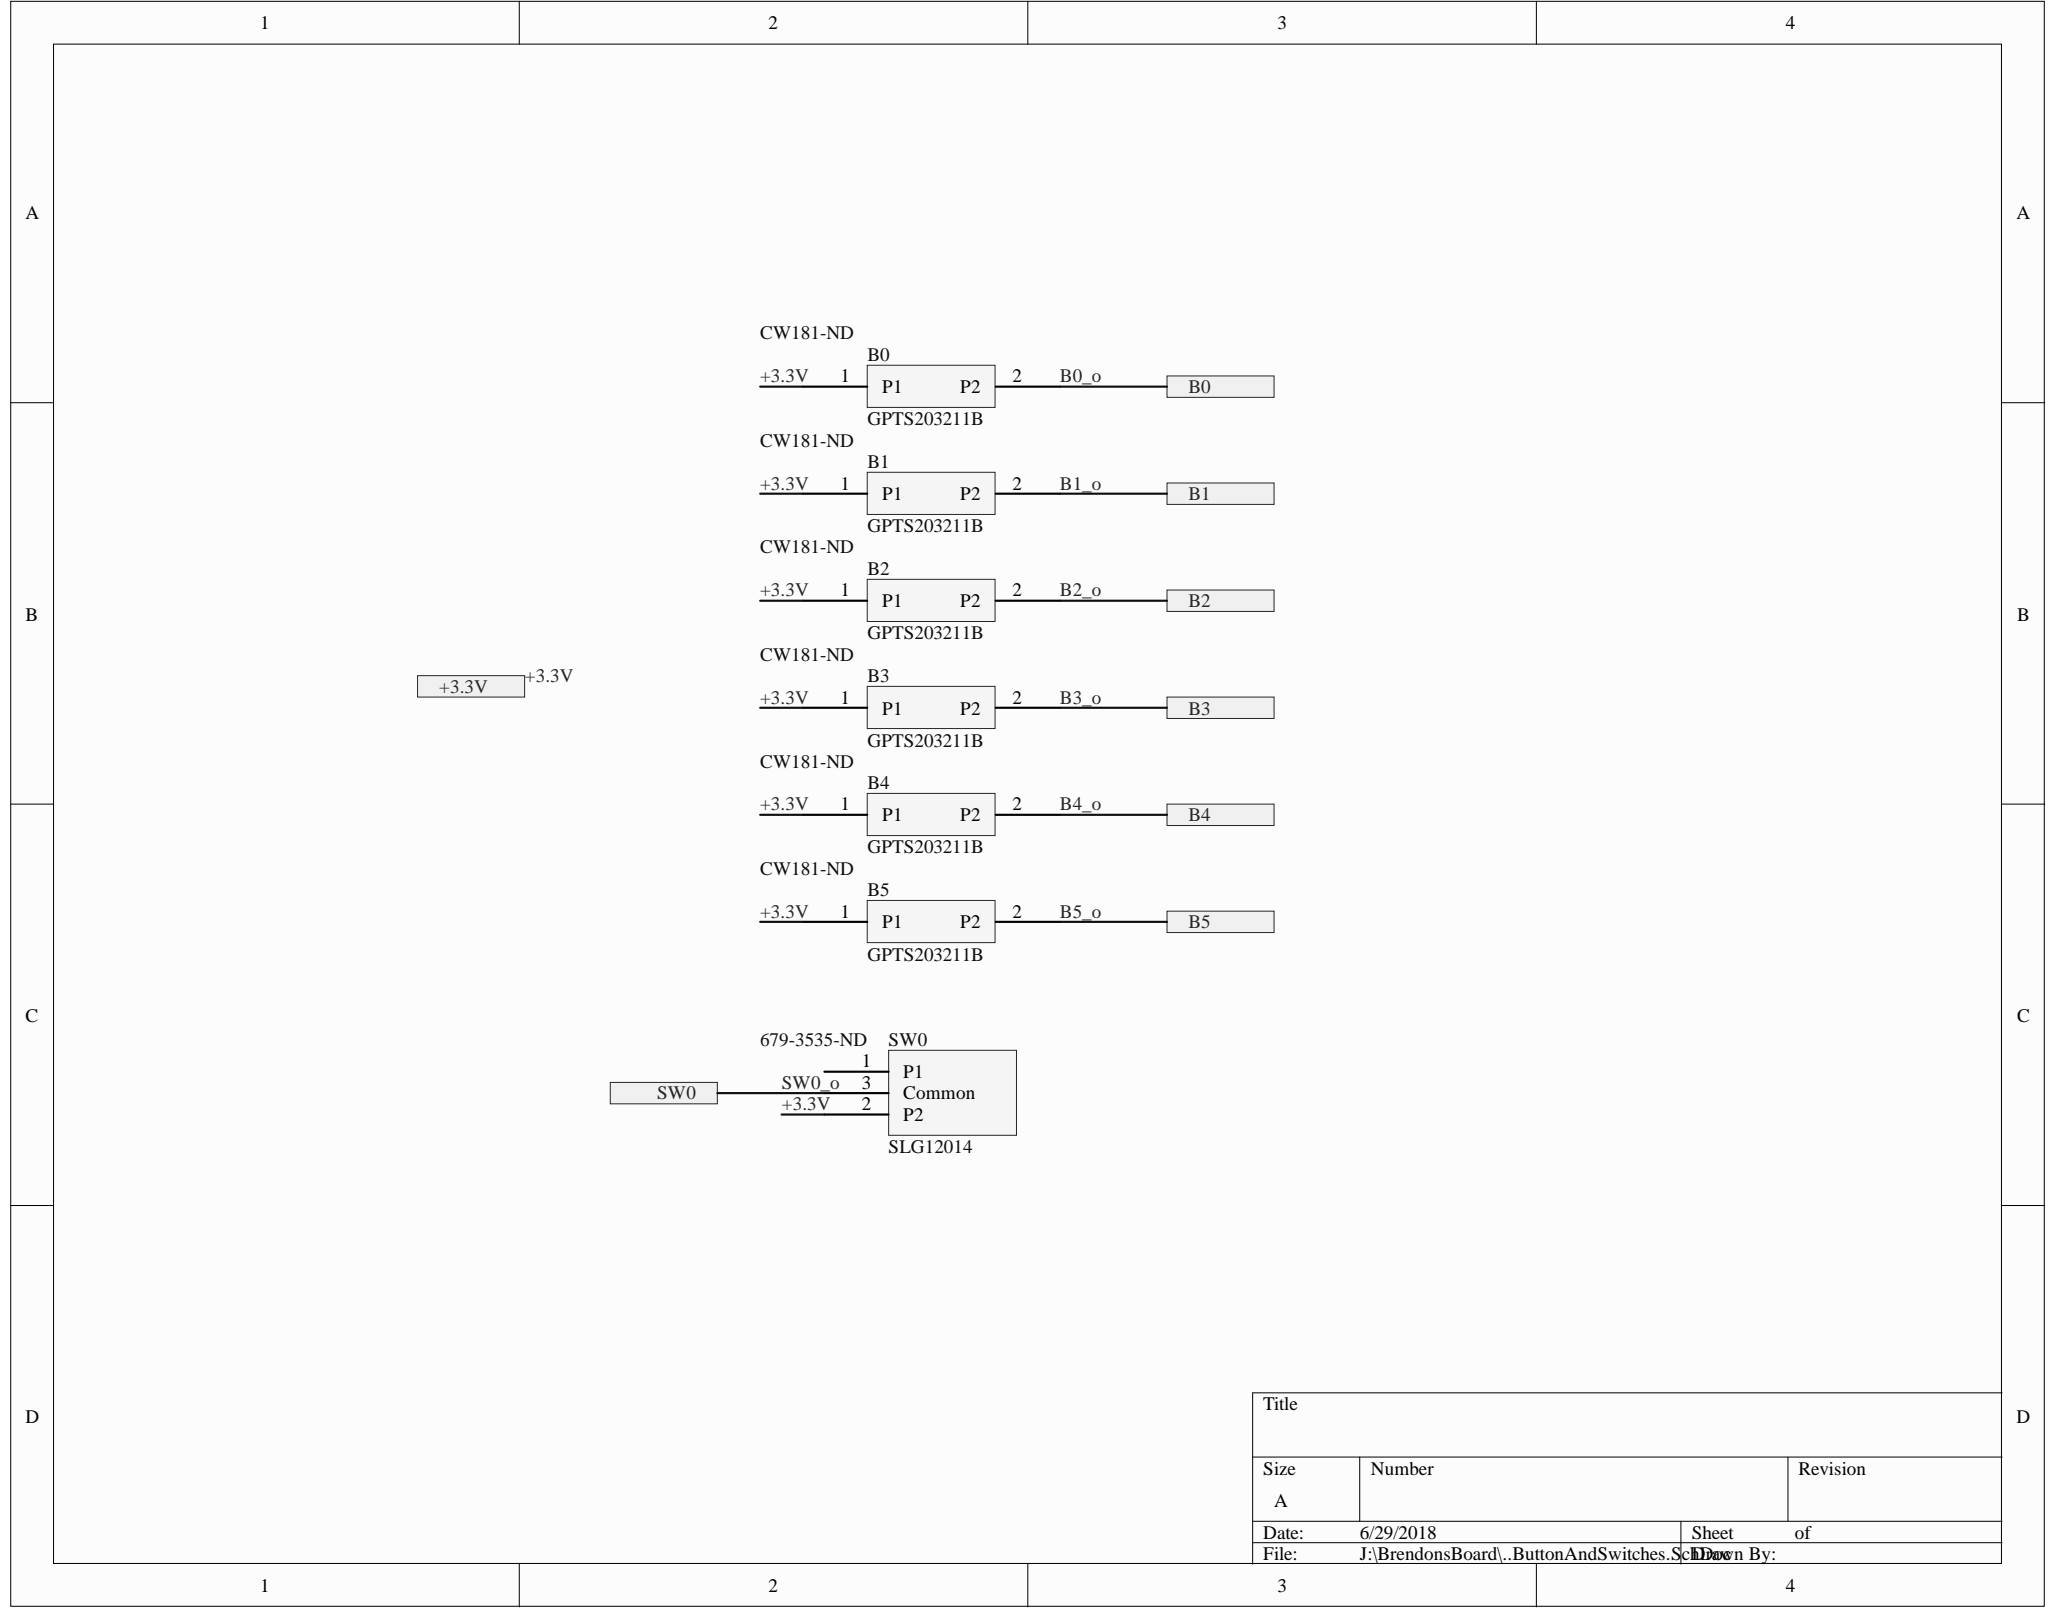 1 2 3 4
A A
CW181-ND
B0
+3.3V 1 P1 P2 2 B0_o B0
GPTS203211B
CW181-ND
B1
+3.3V 1 P1 P2 2 B1_o B1
GPTS203211B
CW181-ND
B2
+3.3V 1 P1 P2 2 B2_o B2
GPTS203211B
B B
CW181-ND
B3
+3.3V +3.3V
+3.3V 1 P1 P2 2 B3_o B3
GPTS203211B
CW181-ND
B4
+3.3V 1 P1 P2 2 B4_o B4
GPTS203211B
CW181-ND
B5
+3.3V 1 P1 P2 2 B5_o B5
GPTS203211B
C C
679-3535-ND SW0
1 P1
SW0 SW0_o 3 Common
+3.3V 2 P2
SLG12014
Title
D D
Size Number Revision
A
Date: 6/29/2018 Sheet of
File: J:\BrendonsBoard\..ButtonAndSwitches.SchDoc Drawn By:
1 2 3 4